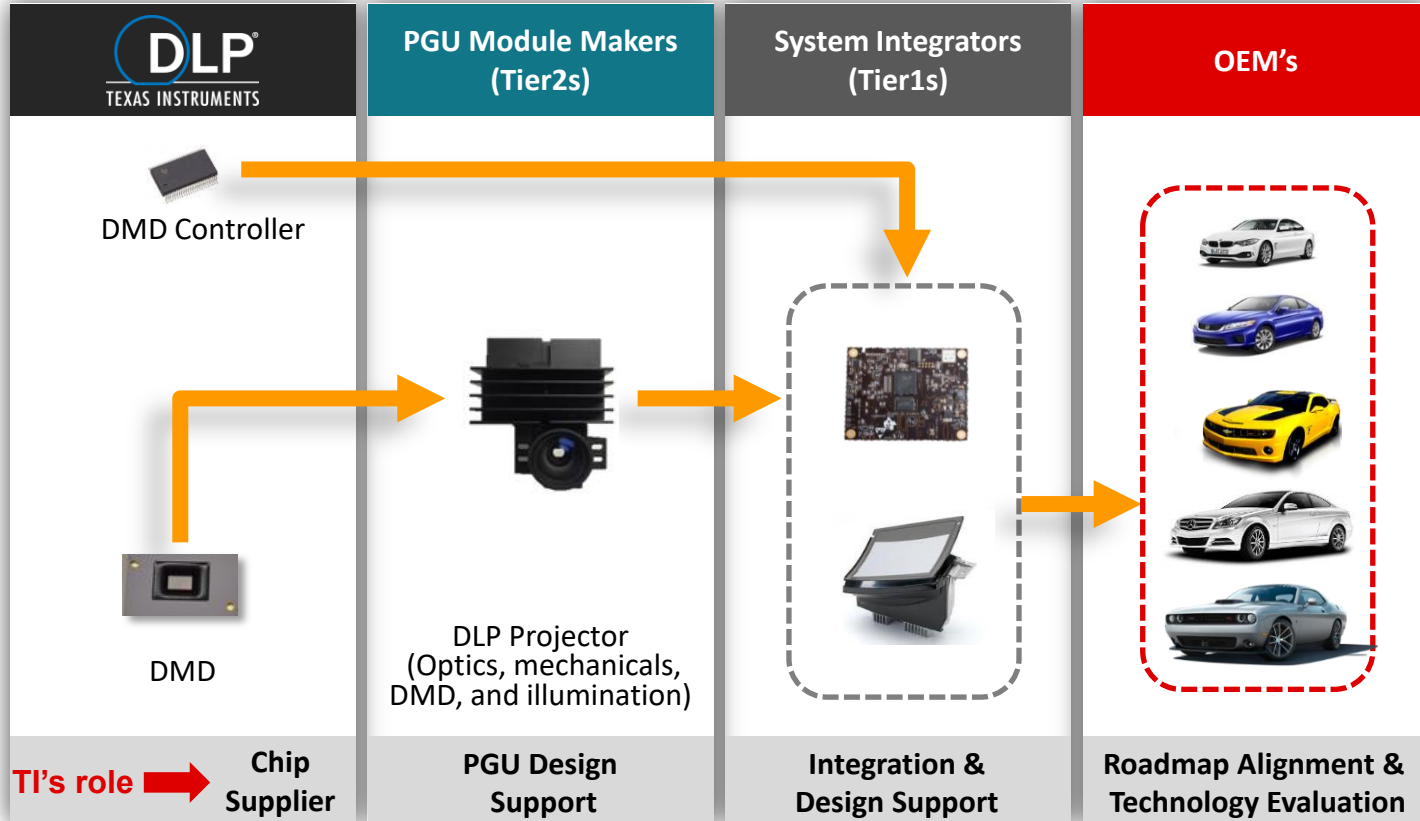 DLP®
TEXAS INSTRUMENTS
PGU Module Makers
(Tier2s)
System Integrators
(Tier1s)
OEM's
DMD Controller
DMD
DLP Projector
(Optics, mechanicals,
DMD, and illumination)
TI's role
Chip
Supplier
PGU Design
Support
Integration &
Design Support
Roadmap Alignment &
Technology Evaluation